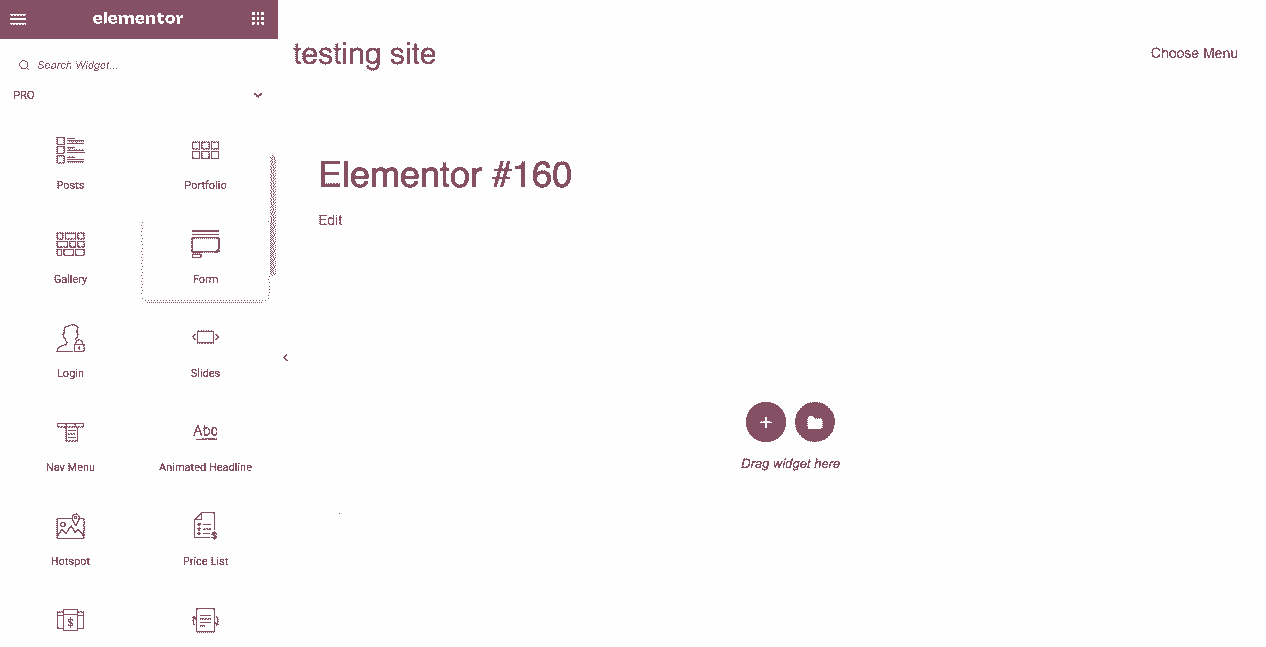 elementor
testing site
Choose Menu
Search Widget...
PRO
Posts
Portfolio
Elementor #160
Edit
Gallery
Form
Login
Slides
Abc
Nav Menu
Animated Headline
Drag widget here
$
Hotspot
Price List
$